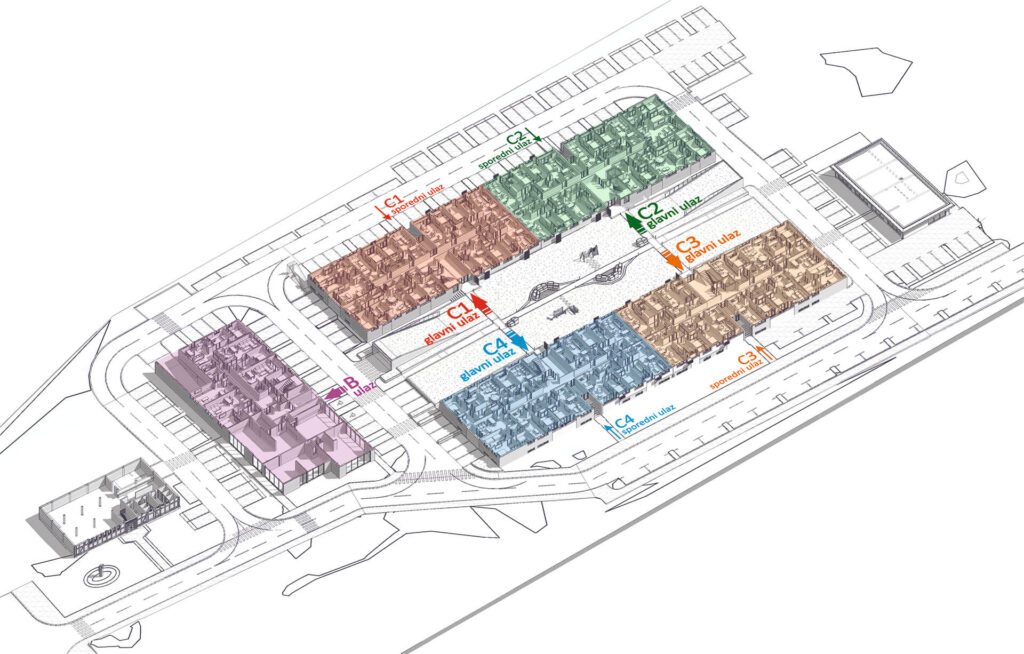 C2
sporedni ulaz
C1
sporedni ulaz
C2
glavni ulaz
C3
glavni ulaz
C1
glavni ulaz
C4
glavni ulaz
C3
sporedni ulaz
B
ulaz
C4
sporedni ulaz